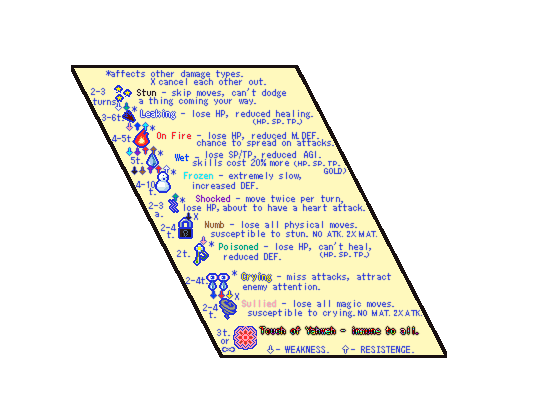 *affects other damage types.
X cancel each other out.
2-3 turns * Stun - skip moves, can't dodge
a thing coming your way.
3-6t. * Leaking - lose HP, reduced healing.
(HP. SP. TP.)
4-5t. On Fire - lose HP, reduced M.DEF.
chance to spread on attacks.
5t. * Wet - lose SP/TP, reduced AGI.
skills cost 20% more (HP. SP. TP. GOLD)
4-10 t. * X Frozen - extremely slow,
increased DEF.
2-3 a. * Shocked - move twice per turn,
lose HP, about to have a heart attack.
2-4 t. X Numb - lose all physical moves.
susceptible to stun. NO ATK. 2X MAT.
2t. * Poisoned - lose HP, can't heal,
reduced DEF. (HP. SP. TP.)
2-4t. * Crying - miss attacks, attract
enemy attention.
2-4 t. X Sullied - lose all magic moves.
susceptible to crying. NO MAT. 2X ATK
3t. or ∞ Touch of Yahweh - immune to all.
⇩- WEAKNESS. ⇧- RESISTENCE.